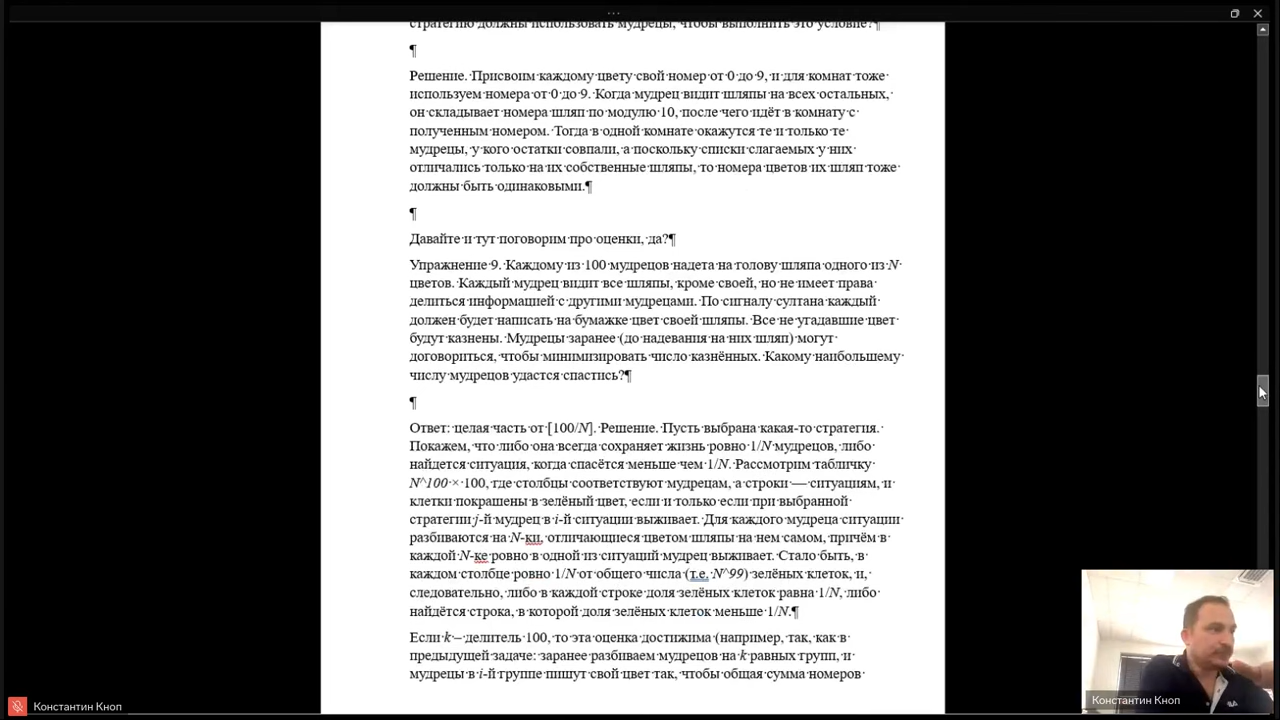 стратегию должны использовать мудрецы, чтобы выполнить это условие?¶
¶
Решение. Присвоим каждому цвету свой номер от 0 до 9, и для комнат тоже
используем номера от 0 до 9. Когда мудрец видит шляпы на всех остальных,
он складывает номера шляп по модулю 10, после чего идёт в комнату с
полученным номером. Тогда в одной комнате окажутся те и только те
мудрецы, у кого остатки совпали, а поскольку списки слагаемых у них
отличались только на их собственные шляпы, то номера цветов их шляп тоже
должны быть одинаковыми.¶
¶
Давайте и тут поговорим про оценки, да?¶
Упражнение 9. Каждому из 100 мудрецов надета на голову шляпа одного из N
цветов. Каждый мудрец видит все шляпы, кроме своей, но не имеет права
делиться информацией с другими мудрецами. По сигналу султана каждый
должен будет написать на бумажке цвет своей шляпы. Все не угадавшие цвет
будут казнены. Мудрецы заранее (до надевания на них шляп) могут
договориться, чтобы минимизировать число казнённых. Какому наибольшему
числу мудрецов удастся спастись?¶
¶
Ответ: целая часть от [100/N]. Решение. Пусть выбрана какая-то стратегия.
Покажем, что либо она всегда сохраняет жизнь ровно 1/N мудрецов, либо
найдется ситуация, когда спасётся меньше чем 1/N. Рассмотрим табличку
N^100 × 100, где столбцы соответствуют мудрецам, а строки — ситуациям, и
клетки покрашены в зелёный цвет, если и только если при выбранной
стратегии j-й мудрец в i-й ситуации выживает. Для каждого мудреца ситуации
разбиваются на N-ки, отличающиеся цветом шляпы на нем самом, причём в
каждой N-ке ровно в одной из ситуаций мудрец выживает. Стало быть, в
каждом столбце ровно 1/N от общего числа (т.е. N^99) зелёных клеток, и,
следовательно, либо в каждой строке доля зелёных клеток равна 1/N, либо
найдётся строка, в которой доля зелёных клеток меньше 1/N.¶
Если k – делитель 100, то эта оценка достижима (например, так, как в
предыдущей задаче: заранее разбиваем мудрецов на k равных групп, и
мудрецы в i-й группе пишут свой цвет так, чтобы общая сумма номеров
Константин Кноп
Константин Кноп